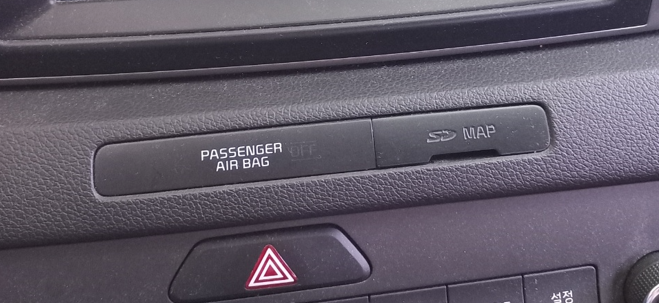 PASSENGER OFF
AIR BAG
SD MAP
설정